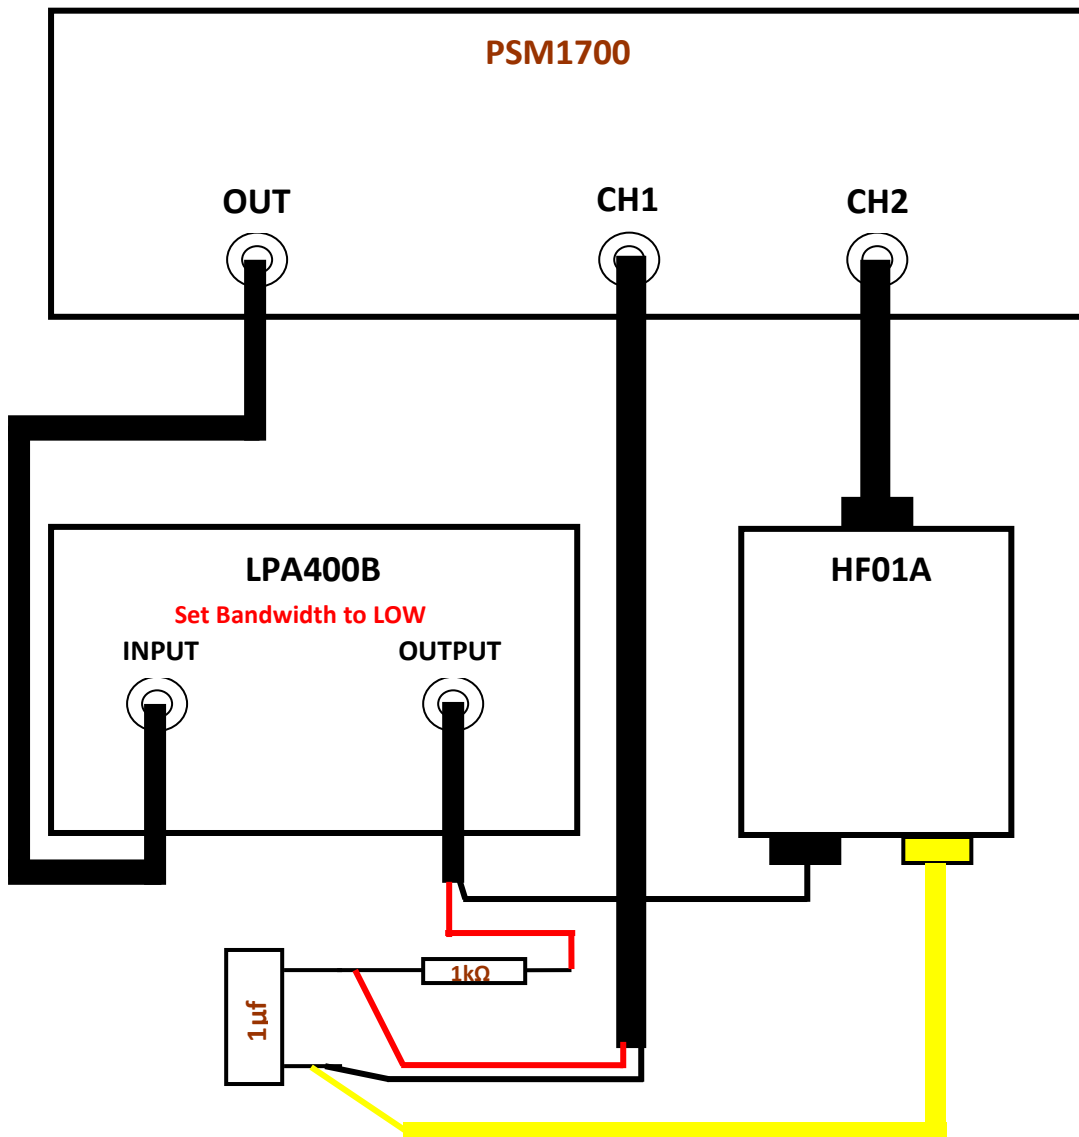 PSM1700
OUT
CH1
CH2
LPA400B
Set Bandwidth to LOW
INPUT
OUTPUT
HF01A
1kΩ
1µf